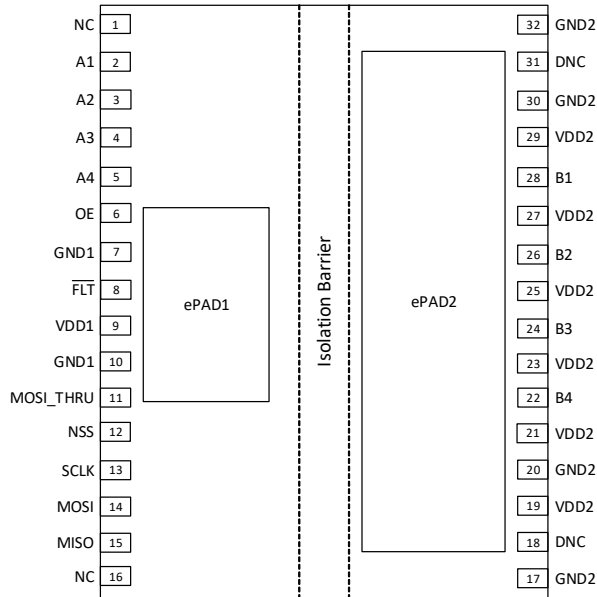 NC 1
A1 2
A2 3
A3 4
A4 5
OE 6
GND1 7
FLT 8
VDD1 9
GND1 10
MOSI_THRU 11
NSS 12
SCLK 13
MOSI 14
MISO 15
NC 16
ePAD1
Isolation Barrier
ePAD2
32 GND2
31 DNC
30 GND2
29 VDD2
28 B1
27 VDD2
26 B2
25 VDD2
24 B3
23 VDD2
22 B4
21 VDD2
20 GND2
19 VDD2
18 DNC
17 GND2